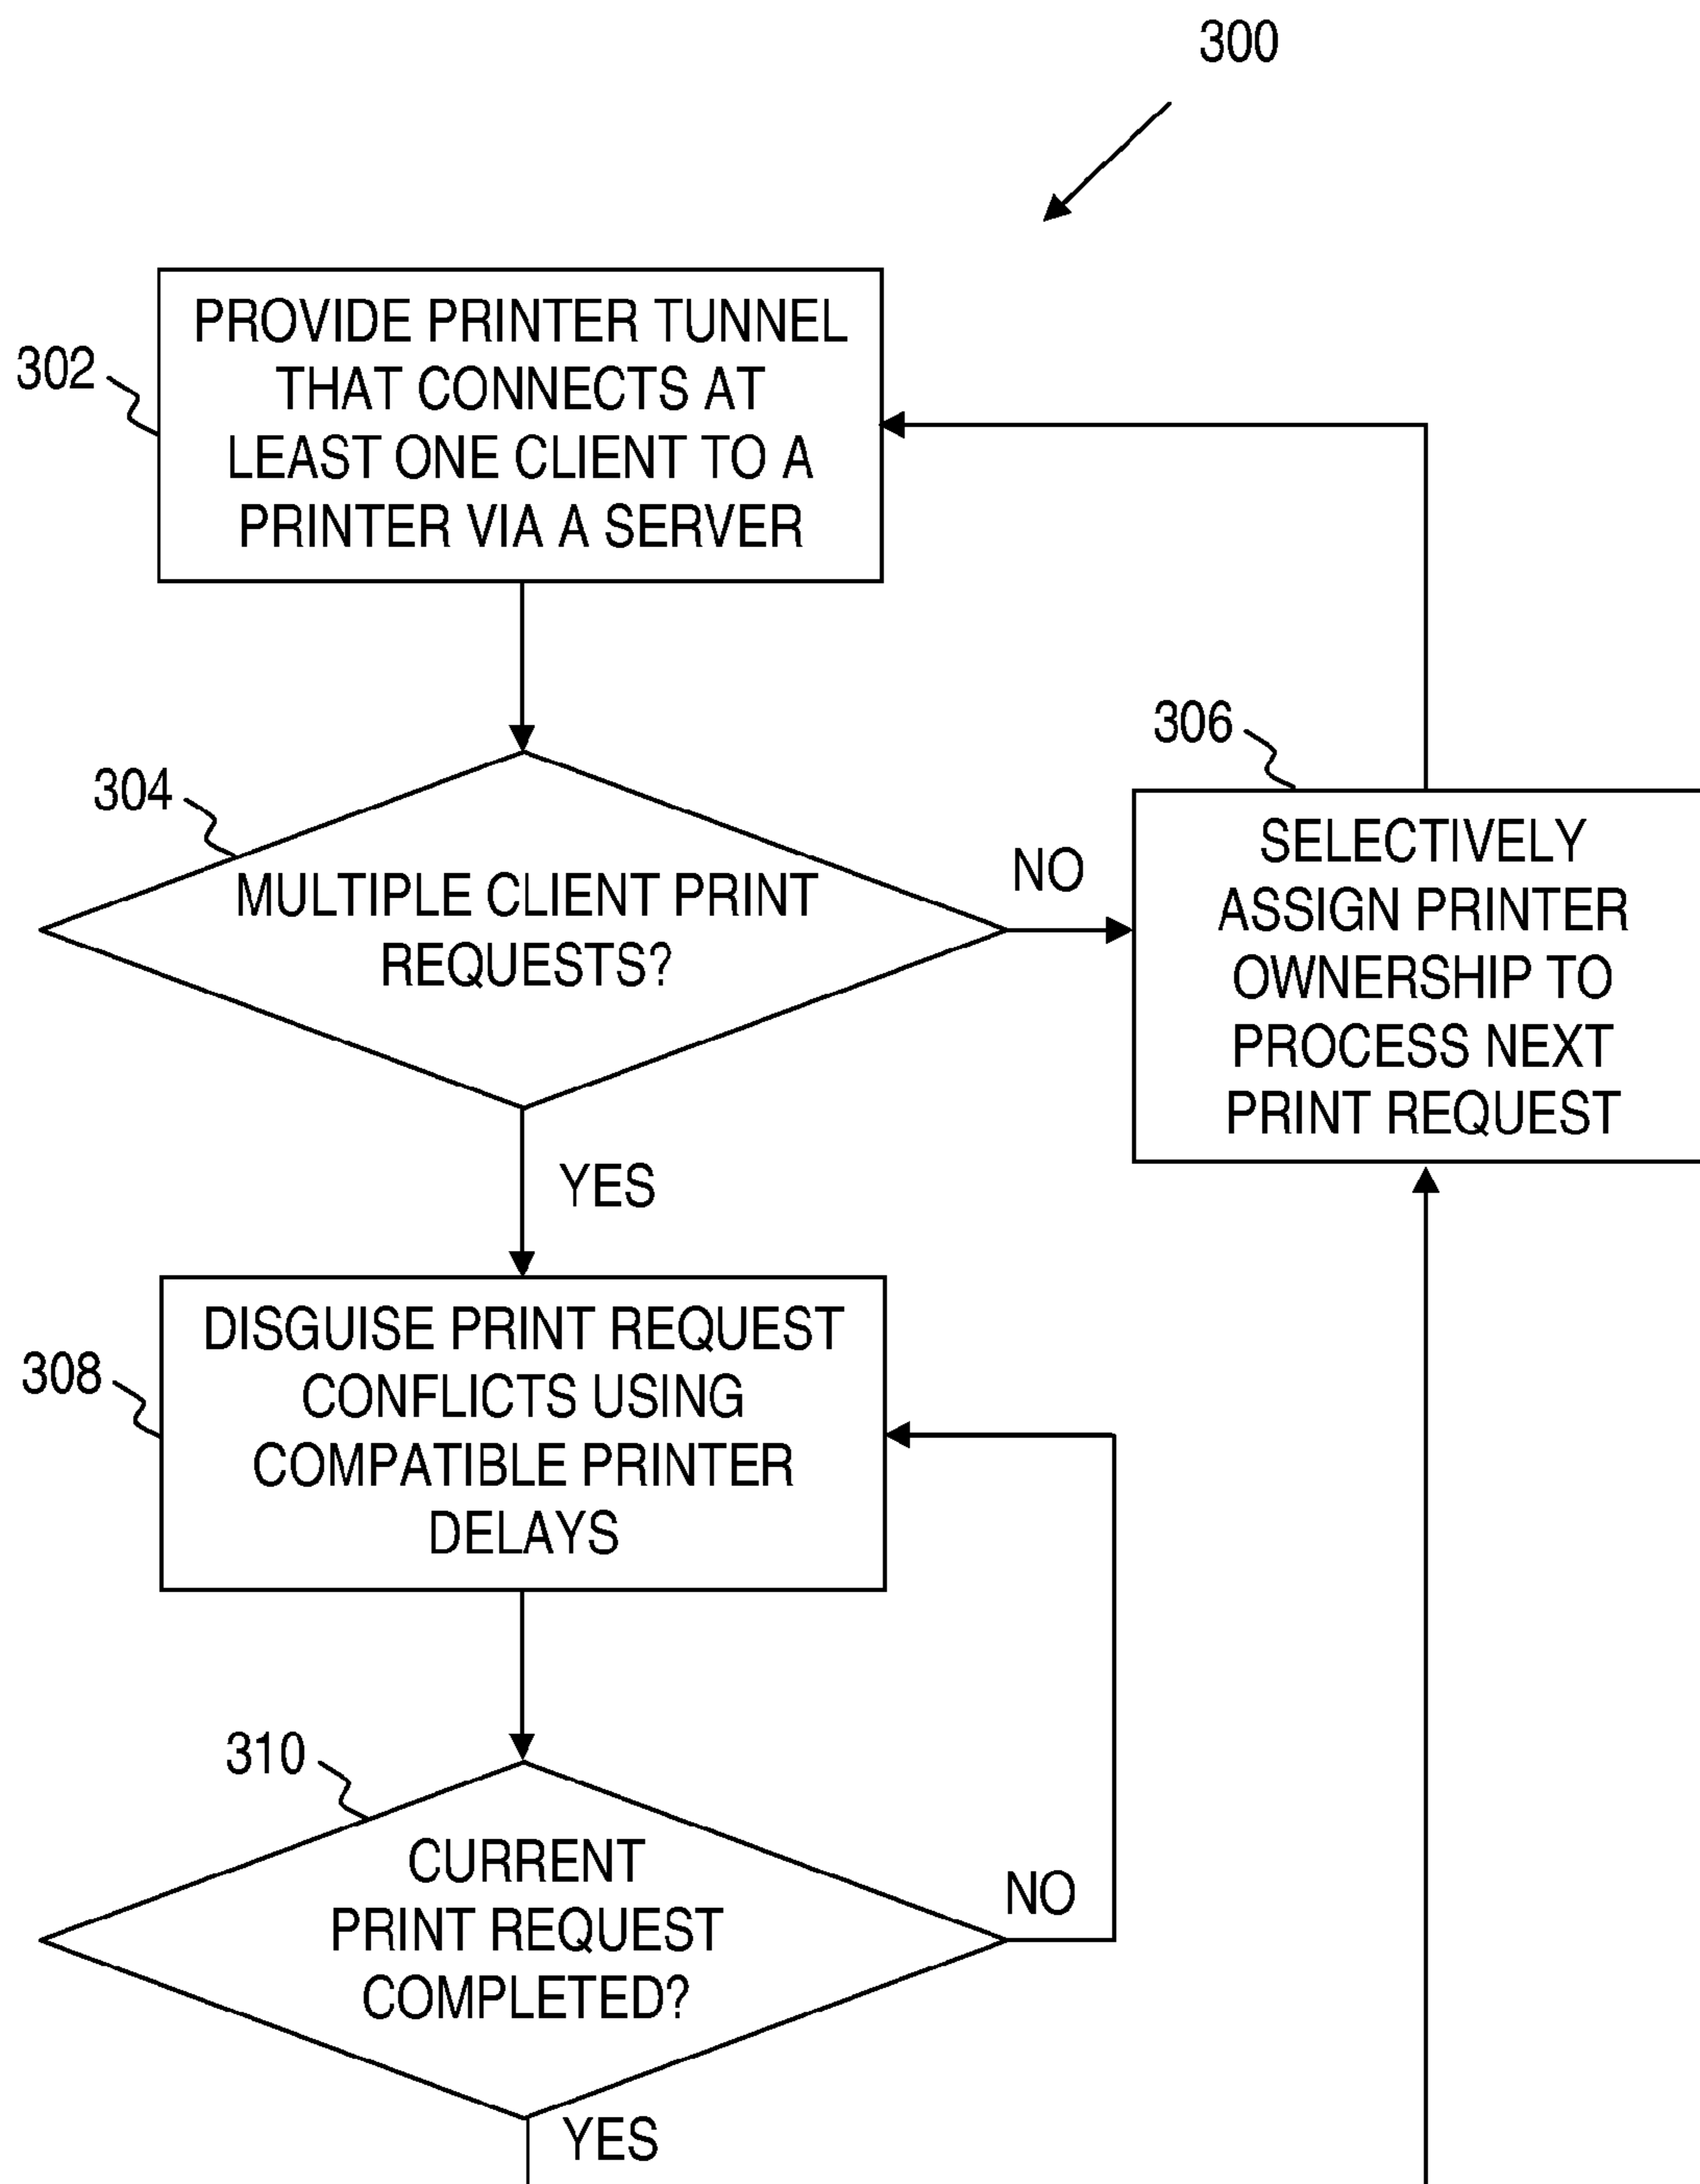 300
302
PROVIDE PRINTER TUNNEL
THAT CONNECTS AT
LEAST ONE CLIENT TO A
PRINTER VIA A SERVER
304
MULTIPLE CLIENT PRINT
REQUESTS?
NO
306
SELECTIVELY
ASSIGN PRINTER
OWNERSHIP TO
PROCESS NEXT
PRINT REQUEST
YES
308
DISGUISE PRINT REQUEST
CONFLICTS USING
COMPATIBLE PRINTER
DELAYS
310
CURRENT
PRINT REQUEST
COMPLETED?
NO
YES